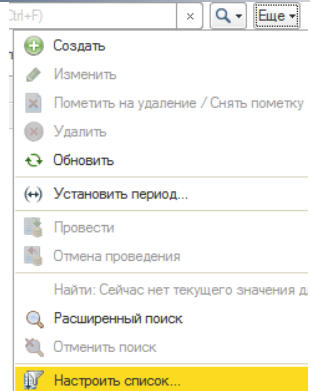 Ctrl+F) × Еще
Создать
Изменить
Пометить на удаление / Снять пометку
Удалить
Обновить
Установить период...
Провести
Отмена проведения
Найти: Сейчас нет текущего значения д
Расширенный поиск
Отменить поиск
Настроить список...